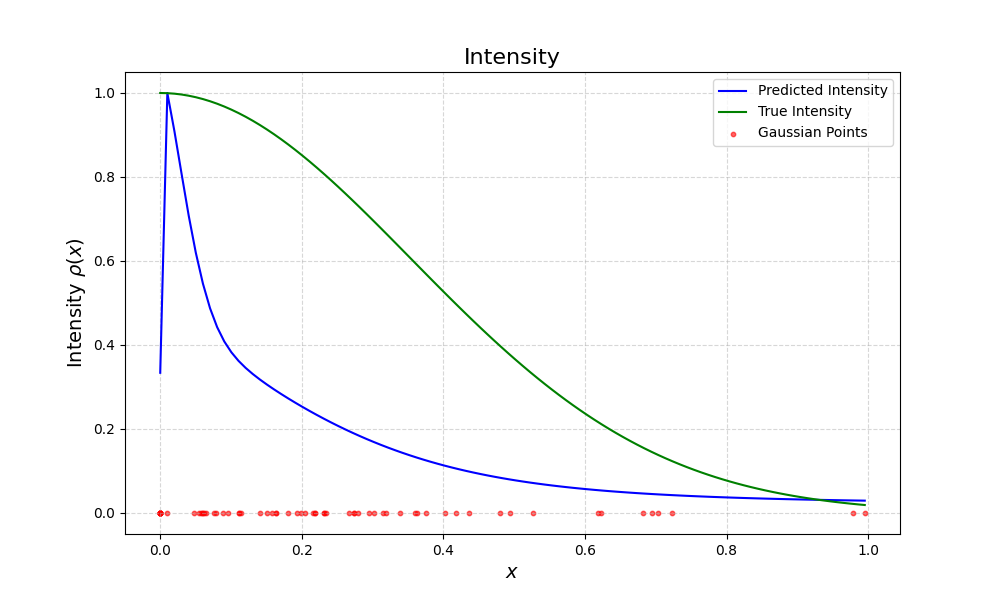 Intensity
Predicted Intensity
True Intensity
Gaussian Points
Intensity ρ(x)
1.0
0.8
0.6
0.4
0.2
0.0
0.0 0.2 0.4 0.6 0.8 1.0
x